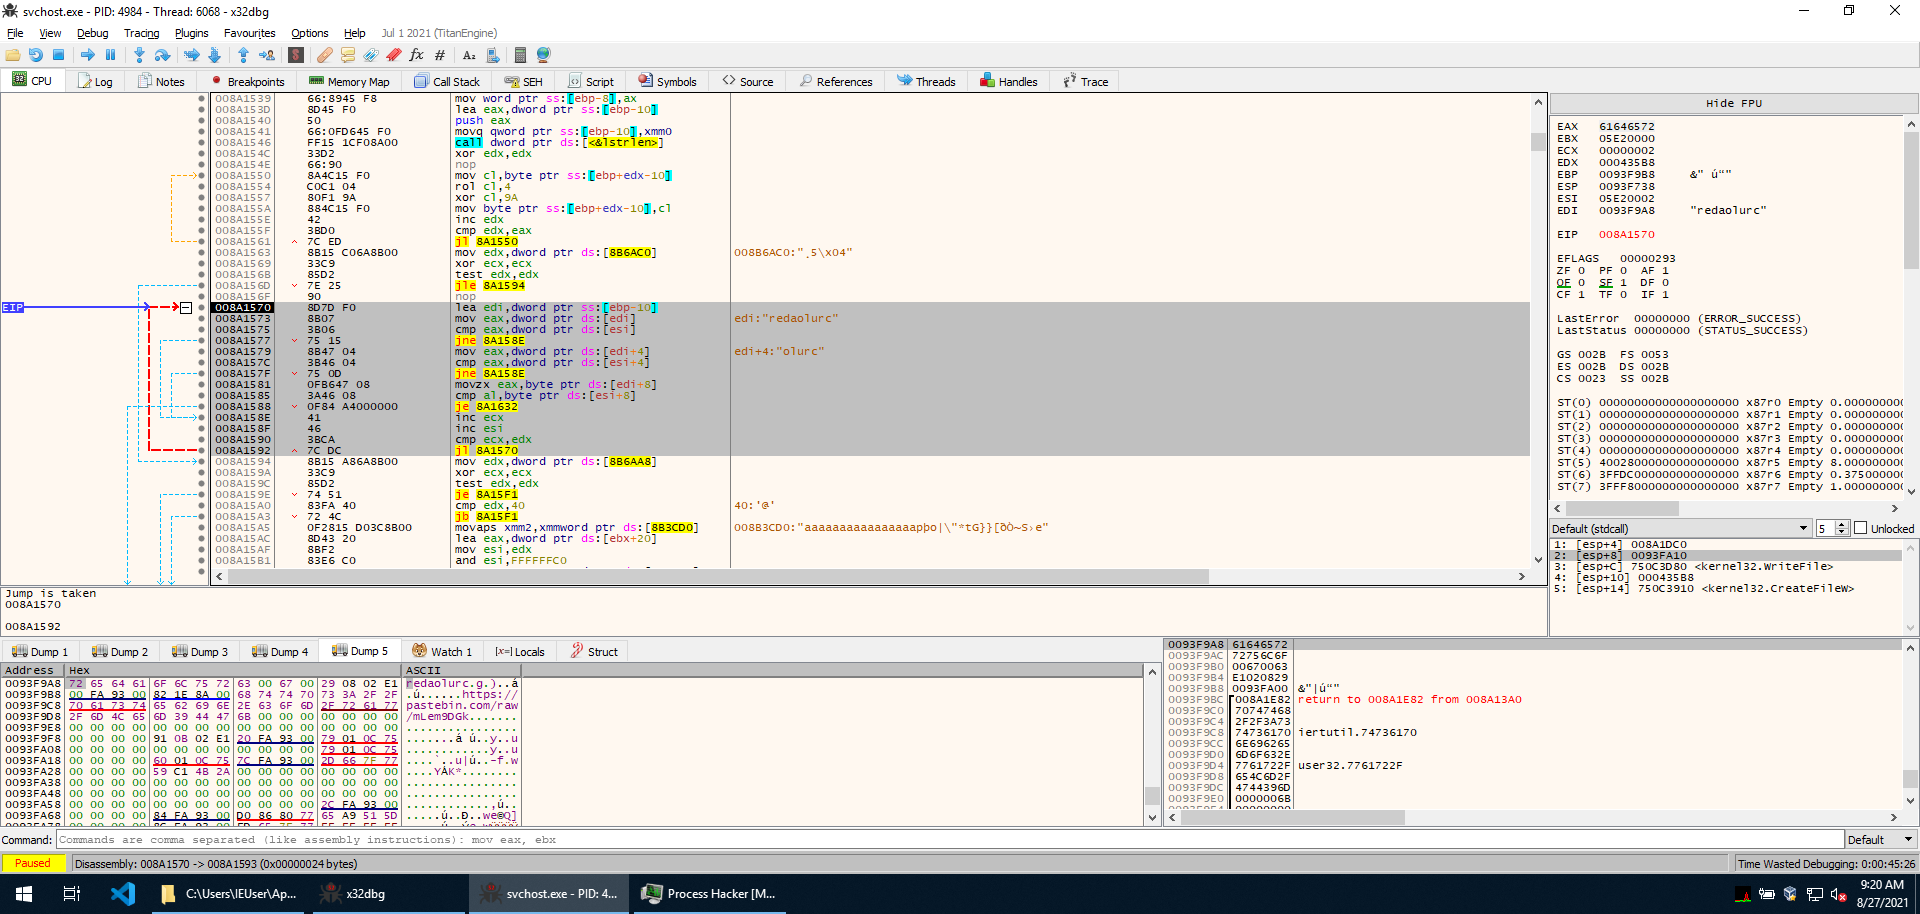 svchost.exe - PID: 4984 - Thread: 6068 - x32dbg
File View Debug Tracing Plugins Favourites Options Help Jul 1 2021 (TitanEngine)
CPU Log Notes Breakpoints Memory Map Call Stack SEH Script Symbols Source References Threads Handles Trace
008A1539 66:8945 F8 mov word ptr ss:[ebp-8],ax
008A153D 8D45 F0 lea eax,dword ptr ss:[ebp-10]
008A1540 50 push eax
008A1541 66:0FD645 F0 movq qword ptr ss:[ebp-10],xmm0
008A1546 FF15 1CF08A00 call dword ptr ds:[<&lstrlen>]
008A154C 33D2 xor edx,edx
008A154E 66:90 nop
008A1550 8A4C15 F0 mov cl,byte ptr ss:[ebp+edx-10]
008A1554 C0C1 04 rol cl,4
008A1557 80F1 9A xor cl,9A
008A155A 884C15 F0 mov byte ptr ss:[ebp+edx-10],cl
008A155E 42 inc edx
008A155F 3BD0 cmp edx,eax
008A1561 7C ED jl 8A1550
008A1563 8B15 C06A8B00 mov edx,dword ptr ds:[8B6AC0] 008B6AC0:"¸5\x04"
008A1569 33C9 xor ecx,ecx
008A156B 85D2 test edx,edx
008A156D 7E 25 jle 8A1594
008A156F 90 nop
EIP 008A1570 8D7D F0 lea edi,dword ptr ss:[ebp-10]
008A1573 8B07 mov eax,dword ptr ds:[edi] edi:"redaolurc"
008A1575 3B06 cmp eax,dword ptr ds:[esi]
008A1577 75 15 jne 8A158E
008A1579 8B47 04 mov eax,dword ptr ds:[edi+4] edi+4:"olurc"
008A157C 3B46 04 cmp eax,dword ptr ds:[esi+4]
008A157F 75 0D jne 8A158E
008A1581 0FB647 08 movzx eax,byte ptr ds:[edi+8]
008A1585 3A46 08 cmp al,byte ptr ds:[esi+8]
008A1588 0F84 A4000000 je 8A1632
008A158E 41 inc ecx
008A158F 46 inc esi
008A1590 3BCA cmp ecx,edx
008A1592 7C DC jl 8A1570
008A1594 8B15 A86A8B00 mov edx,dword ptr ds:[8B6AA8]
008A159A 33C9 xor ecx,ecx
008A159C 85D2 test edx,edx
008A159E 74 51 je 8A15F1
008A15A0 83FA 40 cmp edx,40 40:'@'
008A15A3 72 4C jb 8A15F1
008A15A5 0F2815 D03C8B00 movaps xmm2,xmmword ptr ds:[8B3CD0]
008A15AC 8D43 20 lea eax,dword ptr ds:[ebx+20]
008A15AF 8BF2 mov esi,edx
008A15B1 83E6 C0 and esi,FFFFFFC0
Hide FPU
EAX 61646572
EBX 05E20000
ECX 00000002
EDX 000435B8
EBP 0093F9B8 &" ú“"
ESP 0093F738
ESI 05E20002
EDI 0093F9A8 "redaolurc"
EIP 008A1570
EFLAGS 00000293
ZF 0 PF 0 AF 1
OF 0 SF 1 DF 0
CF 1 TF 0 IF 1
LastError 00000000 (ERROR_SUCCESS)
LastStatus 00000000 (STATUS_SUCCESS)
GS 002B FS 0053
ES 002B DS 002B
CS 0023 SS 002B
ST(0) 00000000000000000000 x87r0 Empty 0.000000000
ST(1) 00000000000000000000 x87r1 Empty 0.000000000
ST(2) 00000000000000000000 x87r2 Empty 0.000000000
ST(3) 00000000000000000000 x87r3 Empty 0.000000000
ST(4) 00000000000000000000 x87r4 Empty 0.000000000
ST(5) 40028000000000000000 x87r5 Empty 8.000000000
ST(6) 3FFDC000000000000000 x87r6 Empty 0.375000000
ST(7) 3FFF8000000000000000 x87r7 Empty 1.000000000
Default (stdcall) 5 Unlocked
1: [esp+4] 008A1DC0
2: [esp+8] 0093FA10
3: [esp+C] 750C3D80 <kernel32.WriteFile>
4: [esp+10] 000435B8
5: [esp+14] 750C3910 <kernel32.CreateFileW>
Jump is taken
008A1570
008A1592
Dump 1 Dump 2 Dump 3 Dump 4 Dump 5 Watch 1 Locals Struct
Address Hex ASCII
0093F9A8 72 65 64 61 6F 6C 75 72 63 00 67 00 29 08 02 E1 redaolurc.g.)..á
0093F9B8 00 FA 93 00 82 1E 8A 00 68 74 74 70 73 3A 2F 2F .ú......https://
0093F9C8 70 61 73 74 65 62 69 6E 2E 63 6F 6D 2F 72 61 77 pastebin.com/raw
0093F9D8 2F 6D 4C 65 6D 39 44 47 6B 00 00 00 00 00 00 00 /mLem9DGk.......
0093F9E8 00 00 00 00 00 00 00 00 00 00 00 00 00 00 00 00 ................
0093F9F8 00 00 00 00 91 0B 02 E1 20 FA 93 00 79 01 0C 75 .......á ú..y..u
0093FA08 00 00 00 00 00 00 00 00 00 00 00 00 79 01 0C 75 ............y..u
0093FA18 60 01 0C 75 7C FA 93 00 2D 66 7F 77 `..u|ú..-f.w
0093FA28 59 C1 4B 2A 00 00 00 00 00 00 00 00 ....YÁK*........
0093FA38 00 00 00 00 00 00 00 00 00 00 00 00 00 00 00 00 ................
0093FA48 00 00 00 00 00 00 00 00 00 00 00 00 00 00 00 00 ................
0093FA58 00 00 00 00 00 00 00 00 00 00 00 00 2C FA 93 00 ............,ú..
0093FA68 84 FA 93 00 D0 86 80 77 65 A9 51 5D .ú..Ð..we©Q]
0093F9A8 61646572
0093F9AC 72756C6F
0093F9B0 00670063
0093F9B4 E1020829
0093F9B8 0093FA00 &"|ú“"
0093F9BC 008A1E82 return to 008A1E82 from 008A13A0
0093F9C0 70747468
0093F9C4 2F2F3A73
0093F9C8 74736170 iertutil.74736170
0093F9CC 6E696265
0093F9D0 6D6F632E
0093F9D4 7761722F user32.7761722F
0093F9D8 654C6D2F
0093F9DC 4744396D
0093F9E0 0000006B
Command: Commands are comma separated (like assembly instructions): mov eax, ebx Default
Paused Disassembly: 008A1570 -> 008A1593 (0x00000024 bytes) Time Wasted Debugging: 0:00:45:26
C:\Users\IEUser\Ap... x32dbg svchost.exe - PID: 4... Process Hacker [M...
9:20 AM
8/27/2021